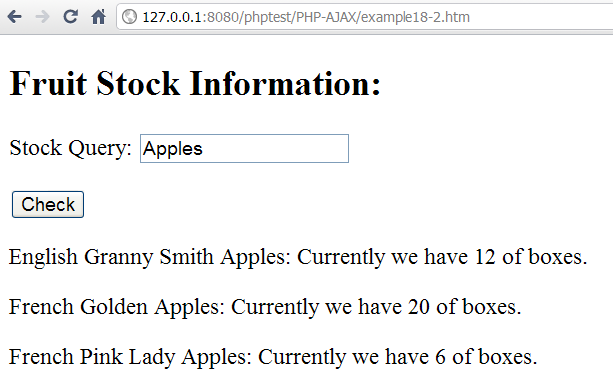 127.0.0.1:8080/phptest/PHP-AJAX/example18-2.htm
Fruit Stock Information:
Stock Query: Apples
Check
English Granny Smith Apples: Currently we have 12 of boxes.
French Golden Apples: Currently we have 20 of boxes.
French Pink Lady Apples: Currently we have 6 of boxes.